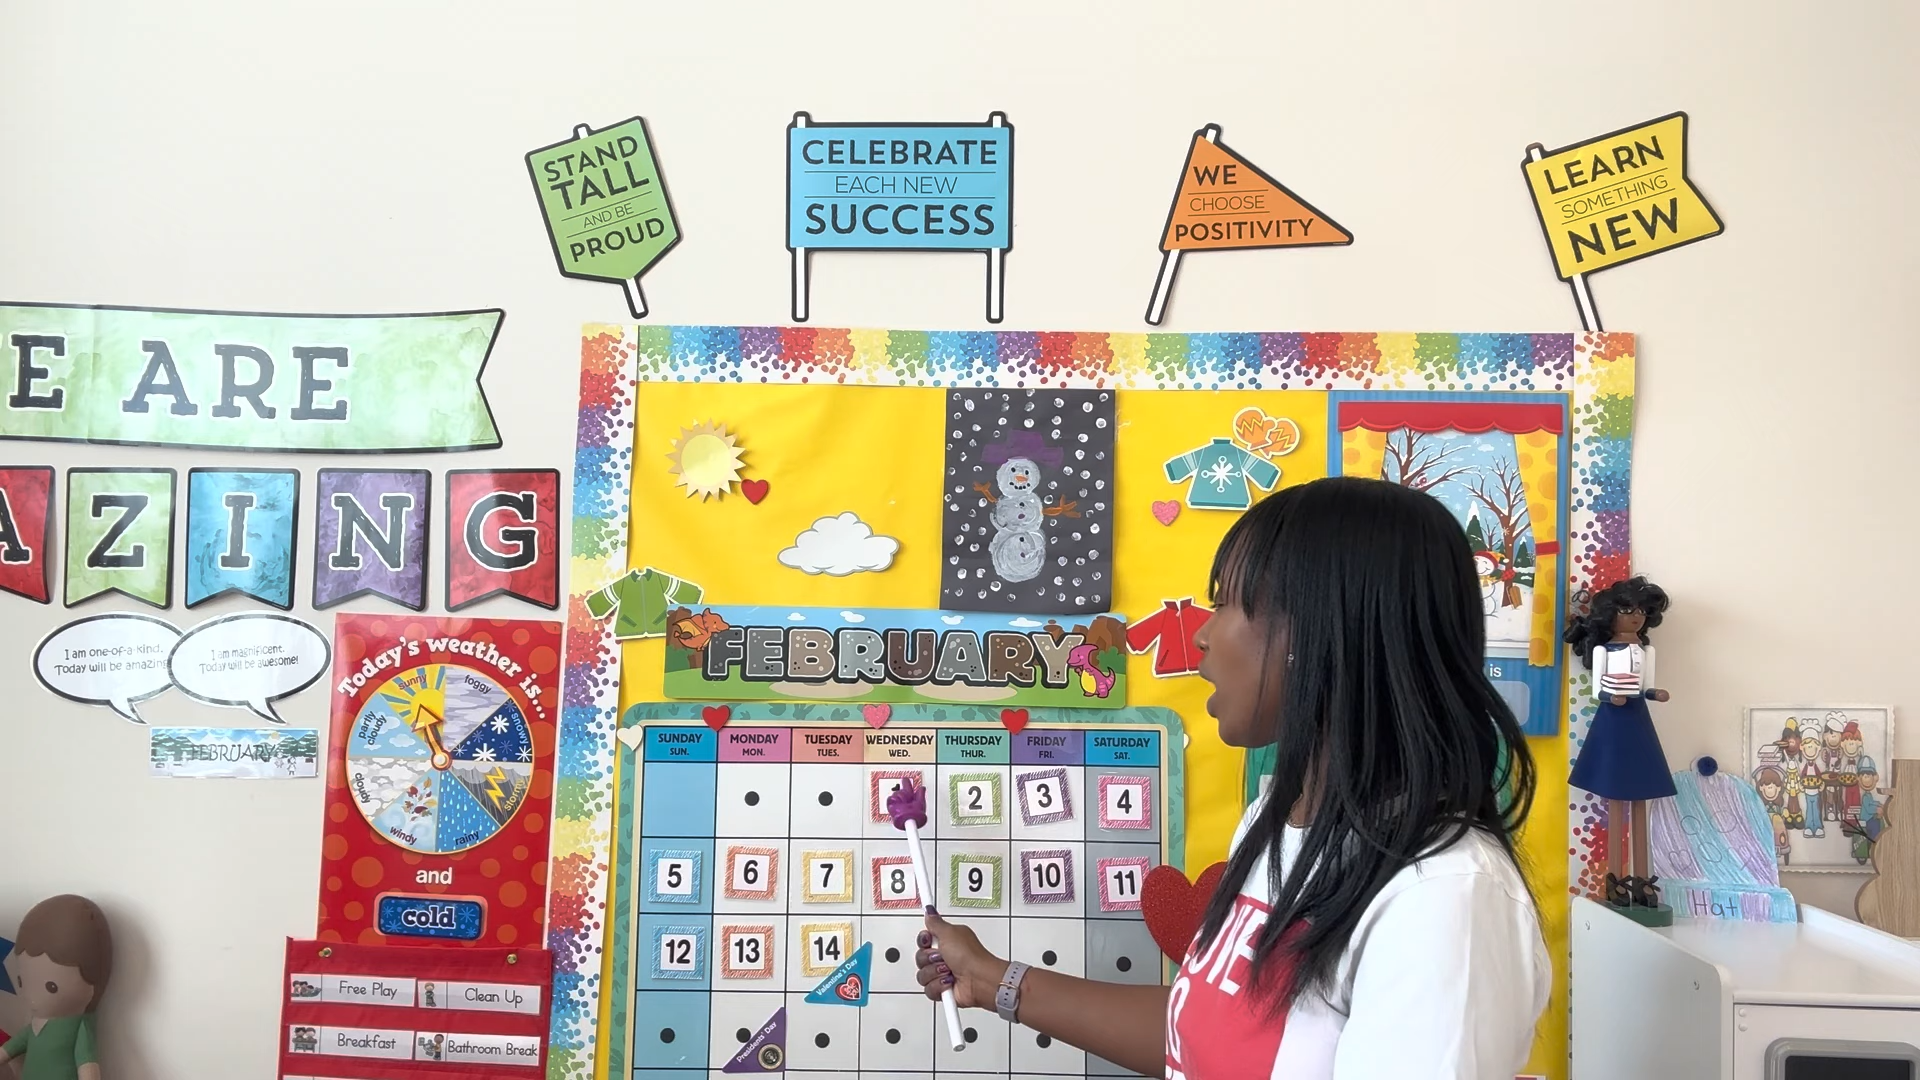 STAND
TALL
AND BE
PROUD
CELEBRATE
EACH NEW
SUCCESS
WE
CHOOSE
POSITIVITY
LEARN
SOMETHING
NEW
E ARE
AZING
I am one-of-a-kind.
Today will be amazing
I am magnificent.
Today will be awesome!
FEBRUARY
Today's weather is...
sunny
foggy
snowy
stormy
rainy
windy
cloudy
partly
cloudy
and
cold
Free Play
Clean Up
Breakfast
Bathroom Break
FEBRUARY
SUNDAY MONDAY TUESDAY WEDNESDAY THURSDAY FRIDAY SATURDAY
SUN. MON. TUES. WED. THUR. FRI. SAT.
1 2 3 4
5 6 7 8 9 10 11
12 13 14
Valentine's Day
Presidents' Day
is
Hat